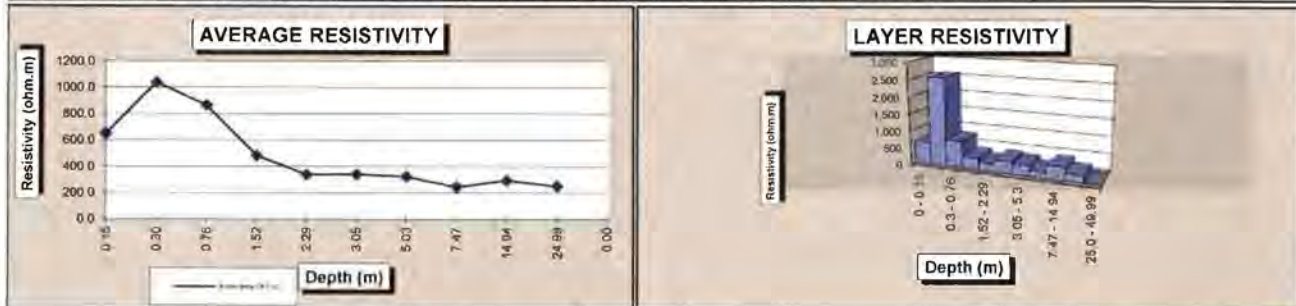 AVERAGE RESISTIVITY
Resistivity (ohm.m)
1200.0
1000.0
800.0
600.0
400.0
200.0
0.0
0.15
0.30
0.76
1.52
2.29
3.05
5.03
7.47
14.94
24.99
0.00
Depth (m)
LAYER RESISTIVITY
Resistivity (ohm.m)
3,000
2,500
2,000
1,500
1,000
500
0
0 - 0.15
0.3 - 0.76
1.52 - 2.29
3.05 - 5.3
7.47 - 14.94
25.0 - 49.99
Depth (m)